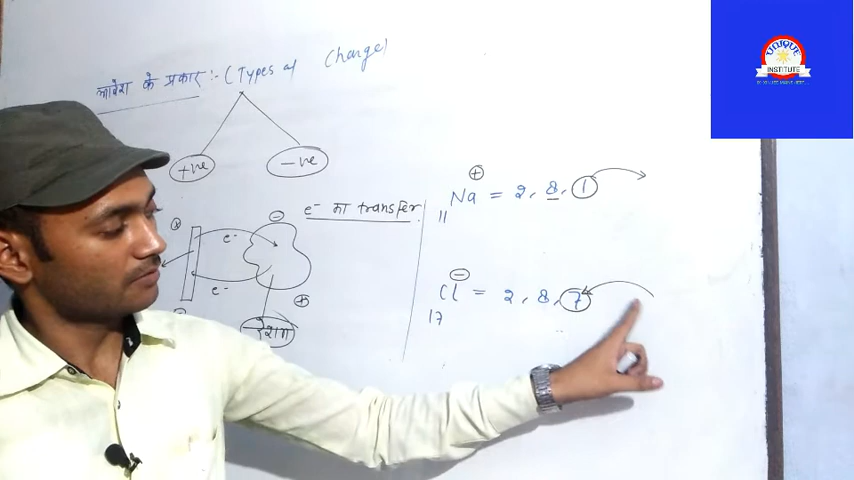 आवेश के प्रकार :- (Types of Charge)
+ve
-ve
e⁻ का transfer
e⁻
e⁻
रेशम
+
-
+
+
Na = 2, 8, 1
11
-
Cl = 2, 8, 7
17
UNIQUE
INSTITUTE